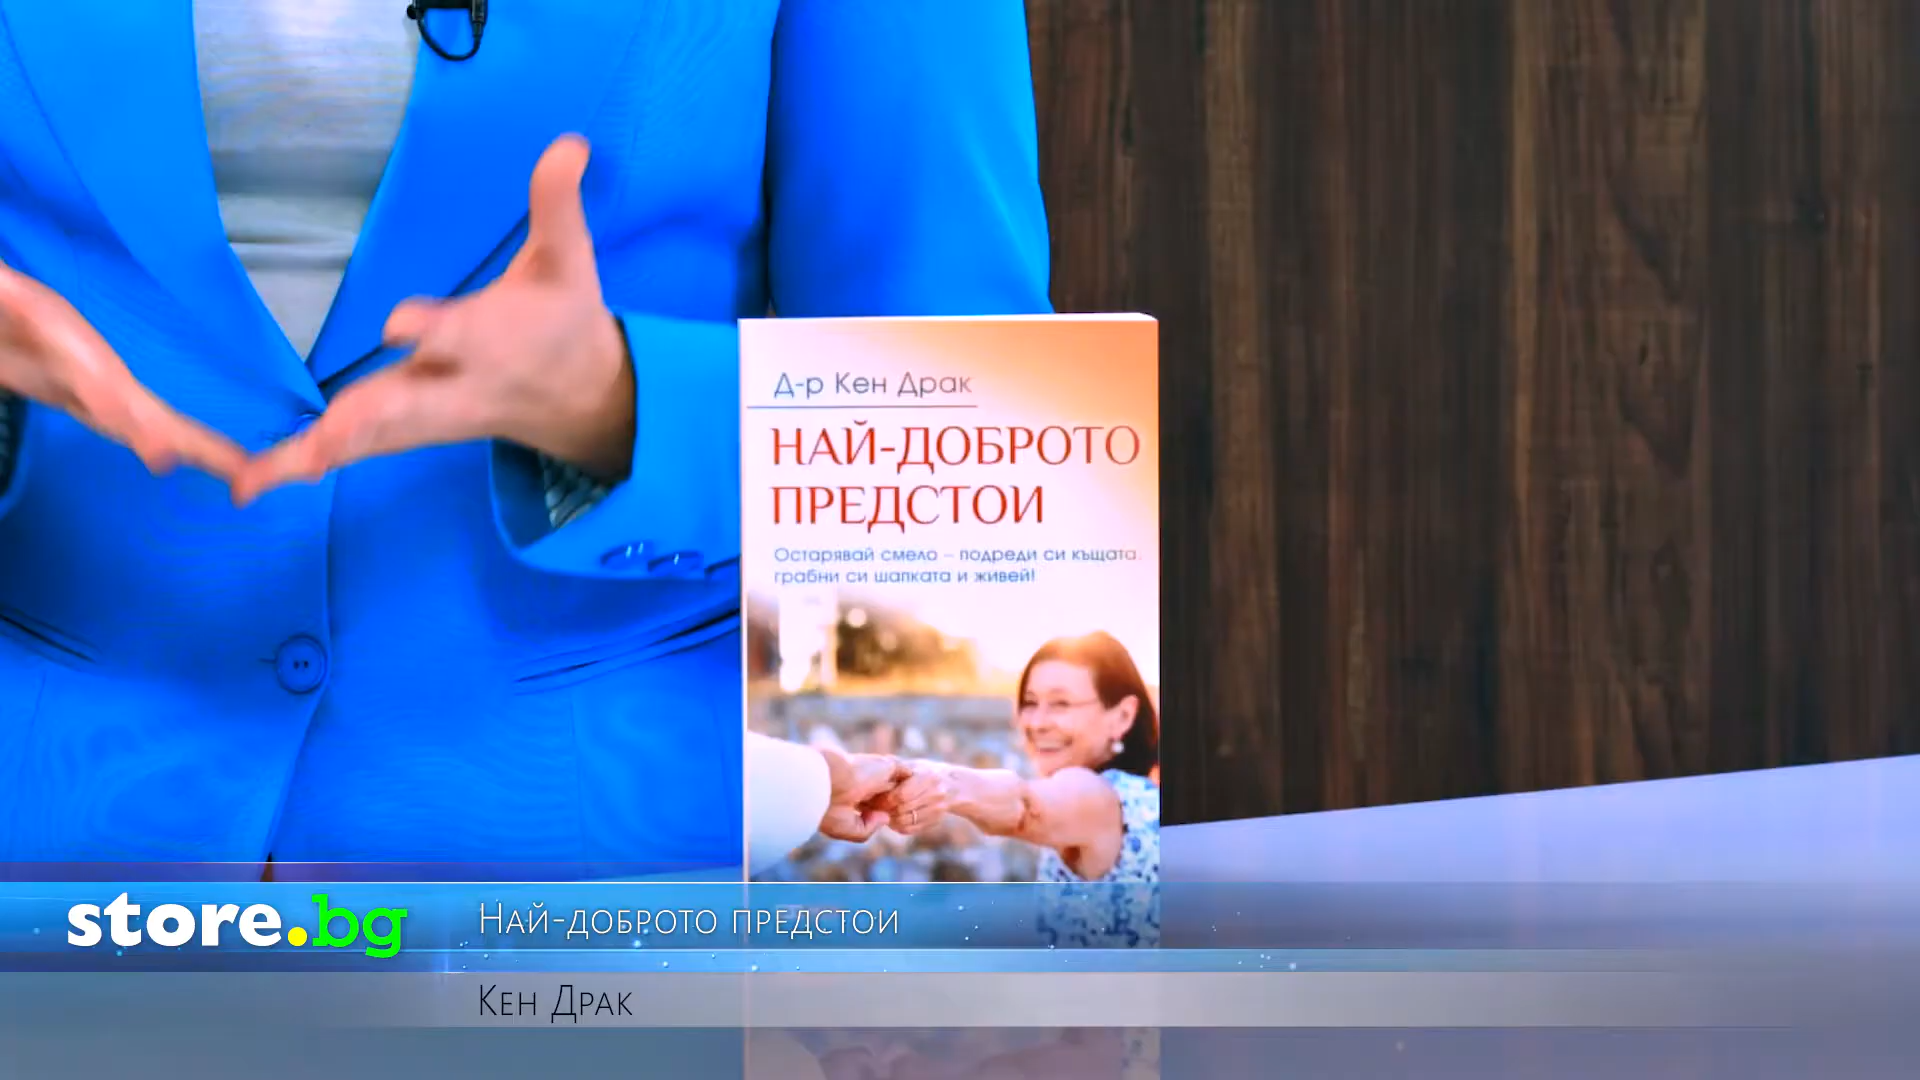 Д-р Кен Драк
НАЙ-ДОБРОТО
ПРЕДСТОИ
Остарявай смело – подреди си къщата,
грабни си шапката и живей!
store.bg
Най-доброто предстои
Кен Драк